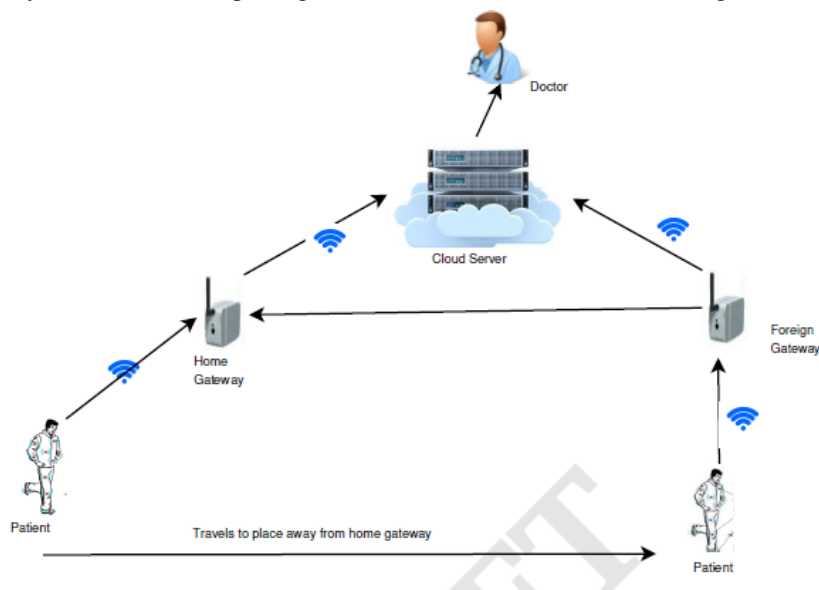 Doctor
Cloud Server
Home
Gateway
Foreign
Gateway
Patient
Travels to place away from home gateway
Patient